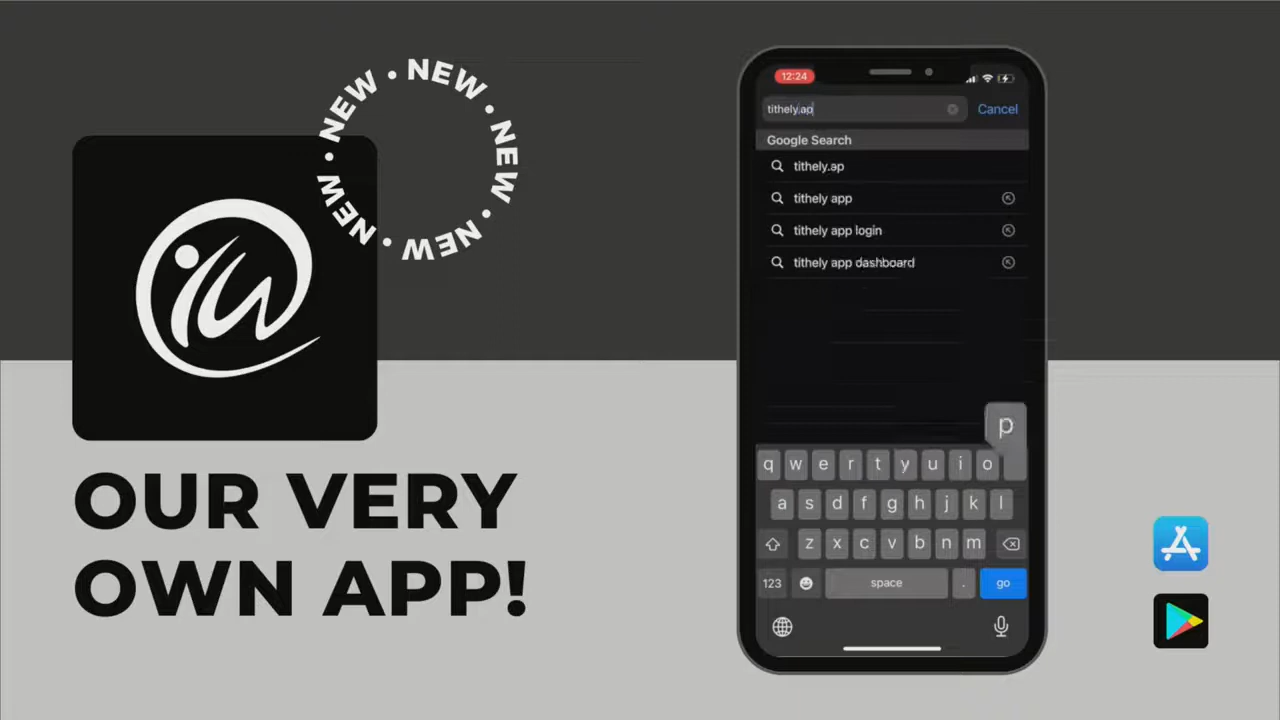 NEW • NEW • NEW • NEW • NEW •
iw
OUR VERY
OWN APP!
12:24
tithely.ap
Cancel
Google Search
tithely.ap
tithely app
tithely app login
tithely app dashboard
p
q w e r t y u i o
a s d f g h j k l
z x c v b n m
123
space
.
go